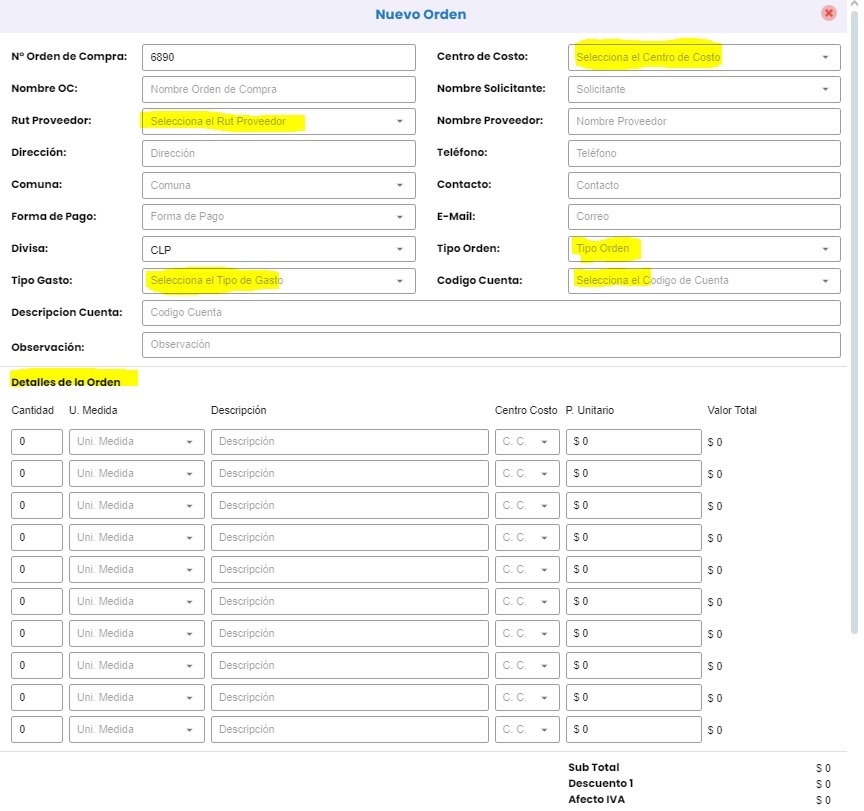 Nuevo Orden
N° Orden de Compra: 6890 Centro de Costo: Selecciona el Centro de Costo
Nombre OC: Nombre Orden de Compra Nombre Solicitante: Solicitante
Rut Proveedor: Selecciona el Rut Proveedor Nombre Proveedor: Nombre Proveedor
Dirección: Dirección Teléfono: Teléfono
Comuna: Comuna Contacto: Contacto
Forma de Pago: Forma de Pago E-Mail: Correo
Divisa: CLP Tipo Orden: Tipo Orden
Tipo Gasto: Selecciona el Tipo de Gasto Codigo Cuenta: Selecciona el Codigo de Cuenta
Descripcion Cuenta: Codigo Cuenta
Observación: Observación
Detalles de la Orden
Cantidad U. Medida Descripción Centro Costo P. Unitario Valor Total
0 Uni. Medida Descripción C. C. $ 0 $ 0
0 Uni. Medida Descripción C. C. $ 0 $ 0
0 Uni. Medida Descripción C. C. $ 0 $ 0
0 Uni. Medida Descripción C. C. $ 0 $ 0
0 Uni. Medida Descripción C. C. $ 0 $ 0
0 Uni. Medida Descripción C. C. $ 0 $ 0
0 Uni. Medida Descripción C. C. $ 0 $ 0
0 Uni. Medida Descripción C. C. $ 0 $ 0
0 Uni. Medida Descripción C. C. $ 0 $ 0
0 Uni. Medida Descripción C. C. $ 0 $ 0
Sub Total $ 0
Descuento 1 $ 0
Afecto IVA $ 0